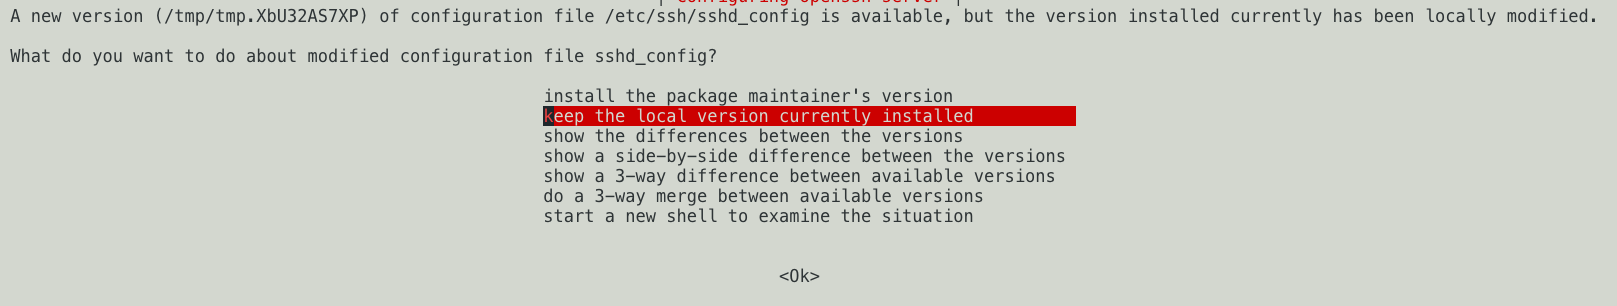 Configuring openssh-server
A new version (/tmp/tmp.XbU32AS7XP) of configuration file /etc/ssh/sshd_config is available, but the version installed currently has been locally modified.
What do you want to do about modified configuration file sshd_config?
install the package maintainer's version
keep the local version currently installed
show the differences between the versions
show a side-by-side difference between the versions
show a 3-way difference between available versions
do a 3-way merge between available versions
start a new shell to examine the situation
<Ok>